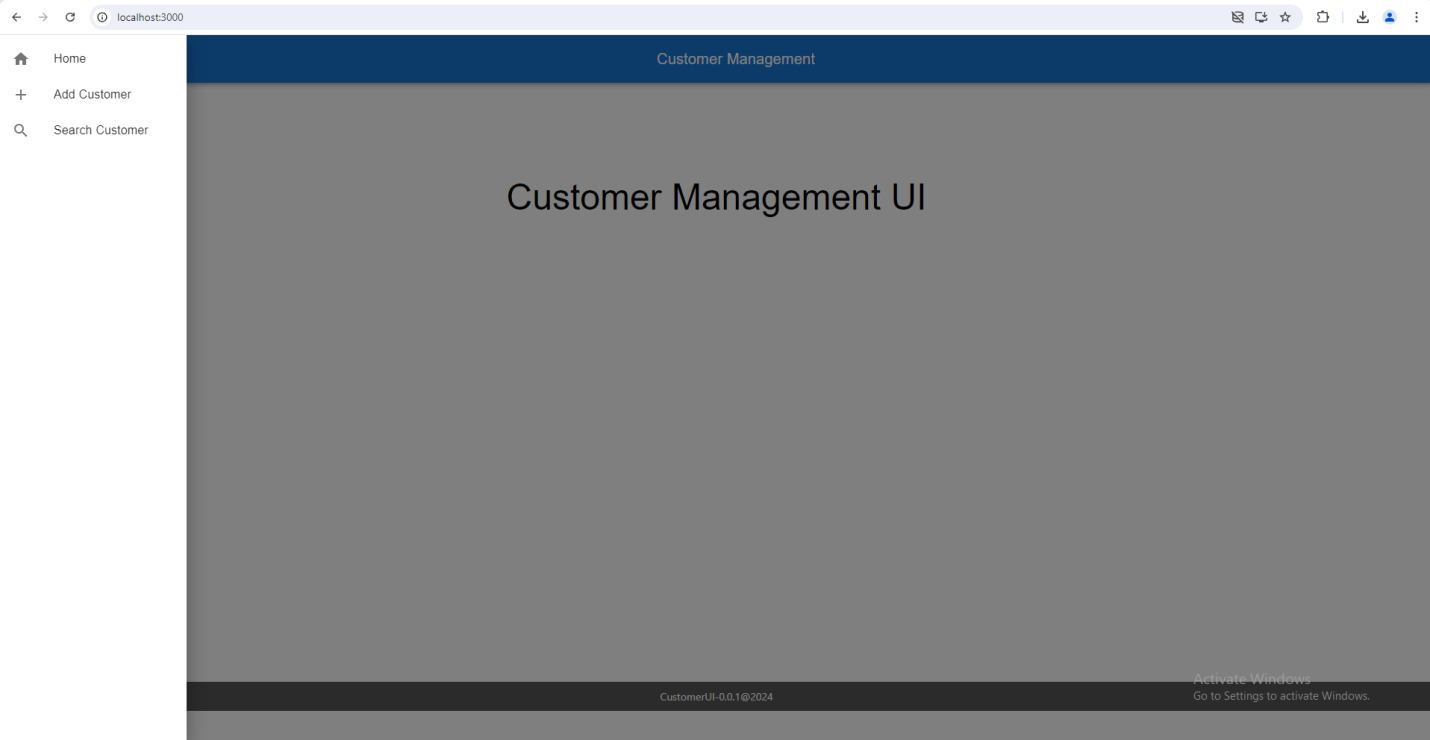 localhost:3000
Home
Add Customer
Search Customer
Customer Management
Customer Management UI
CustomerUI-0.0.1@2024
Activate Windows
Go to Settings to activate Windows.